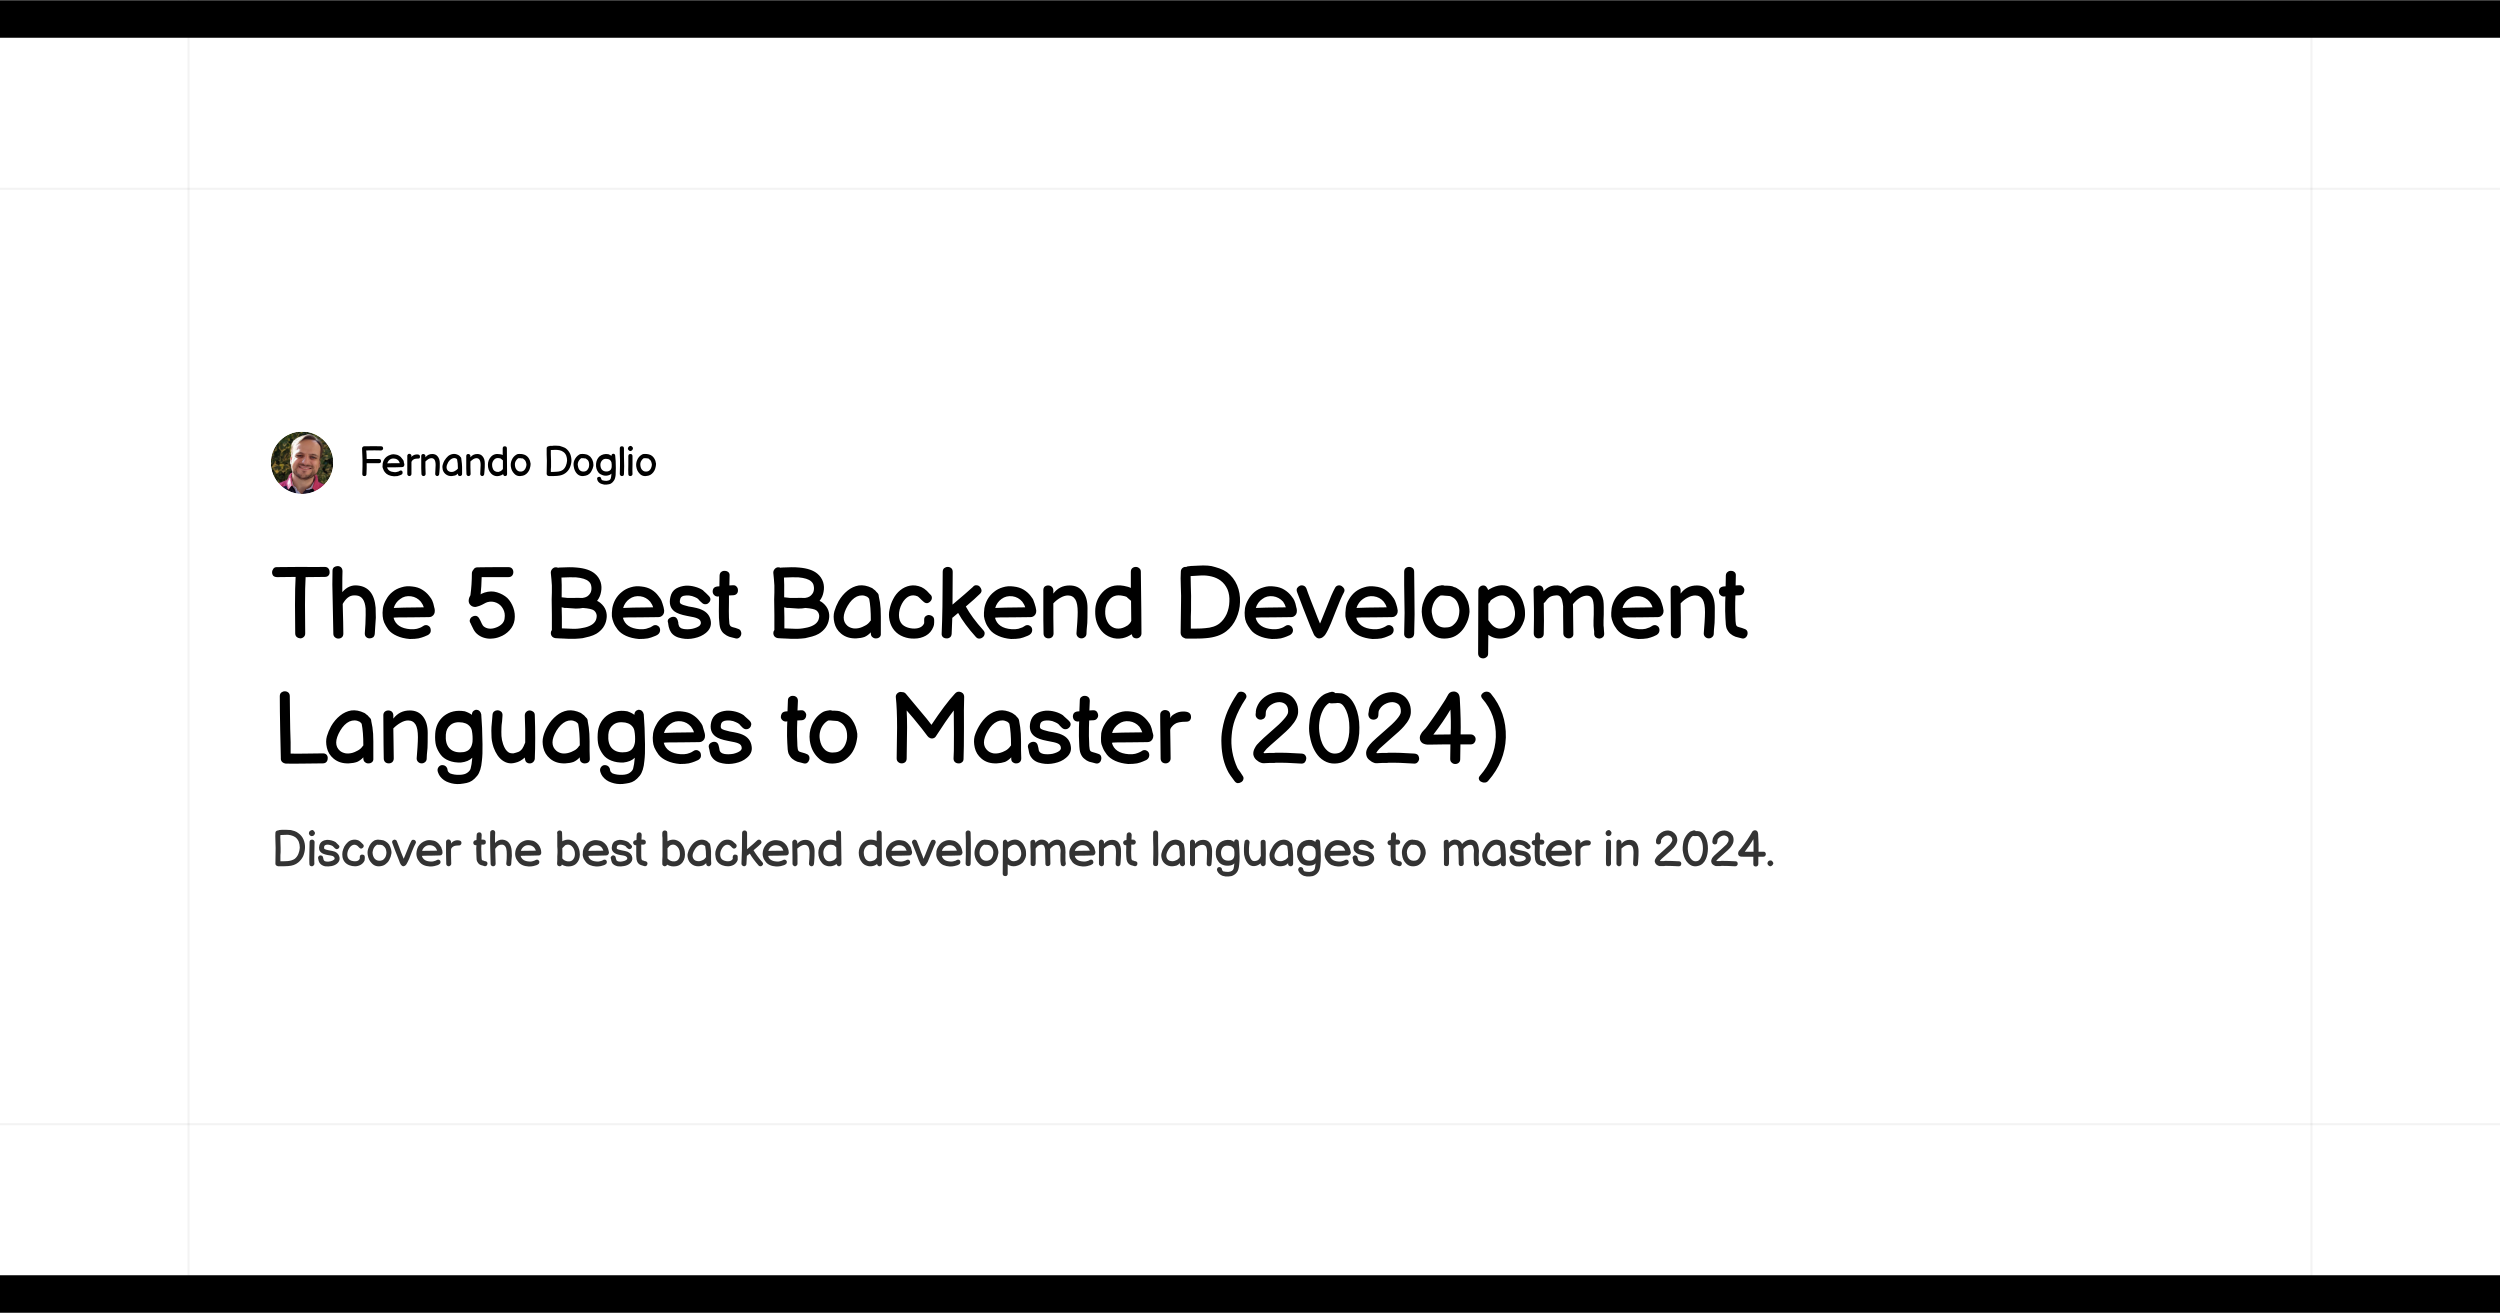 Fernando Doglio
The 5 Best Backend Development
Languages to Master (2024)
Discover the best backend development languages to master in 2024.